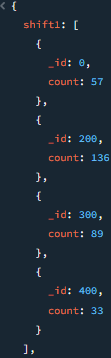 < {
shift1: [
{
_id: 0,
count: 57
},
{
_id: 200,
count: 136
},
{
_id: 300,
count: 89
},
{
_id: 400,
count: 33
}
],